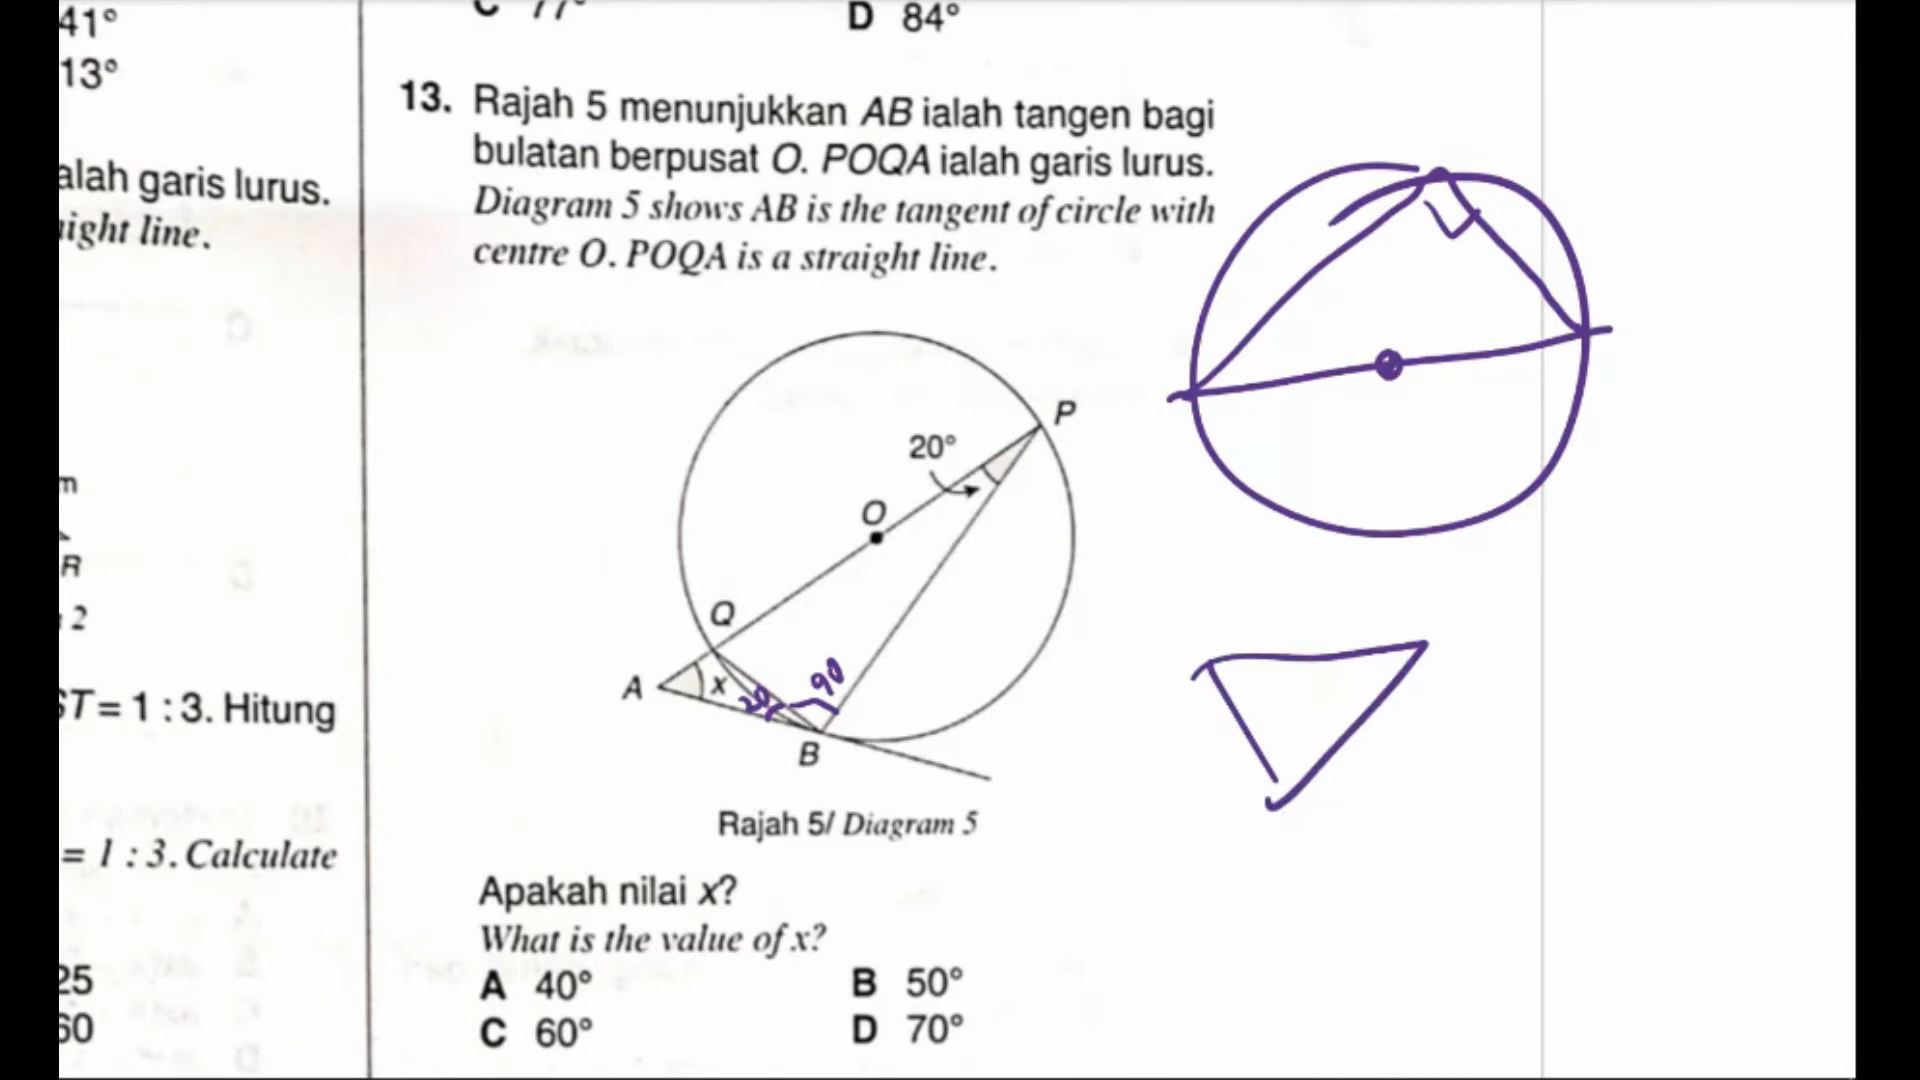 41°
13°
alah garis lurus.
aight line.
m
R
2
ST = 1 : 3. Hitung
= 1 : 3. Calculate
25
60
C 77°
D 84°
13. Rajah 5 menunjukkan AB ialah tangen bagi
bulatan berpusat O. POQA ialah garis lurus.
Diagram 5 shows AB is the tangent of circle with
centre O. POQA is a straight line.
P
20°
O
Q
A
x
20
90
B
Rajah 5/ Diagram 5
Apakah nilai x?
What is the value of x?
A 40°
B 50°
C 60°
D 70°